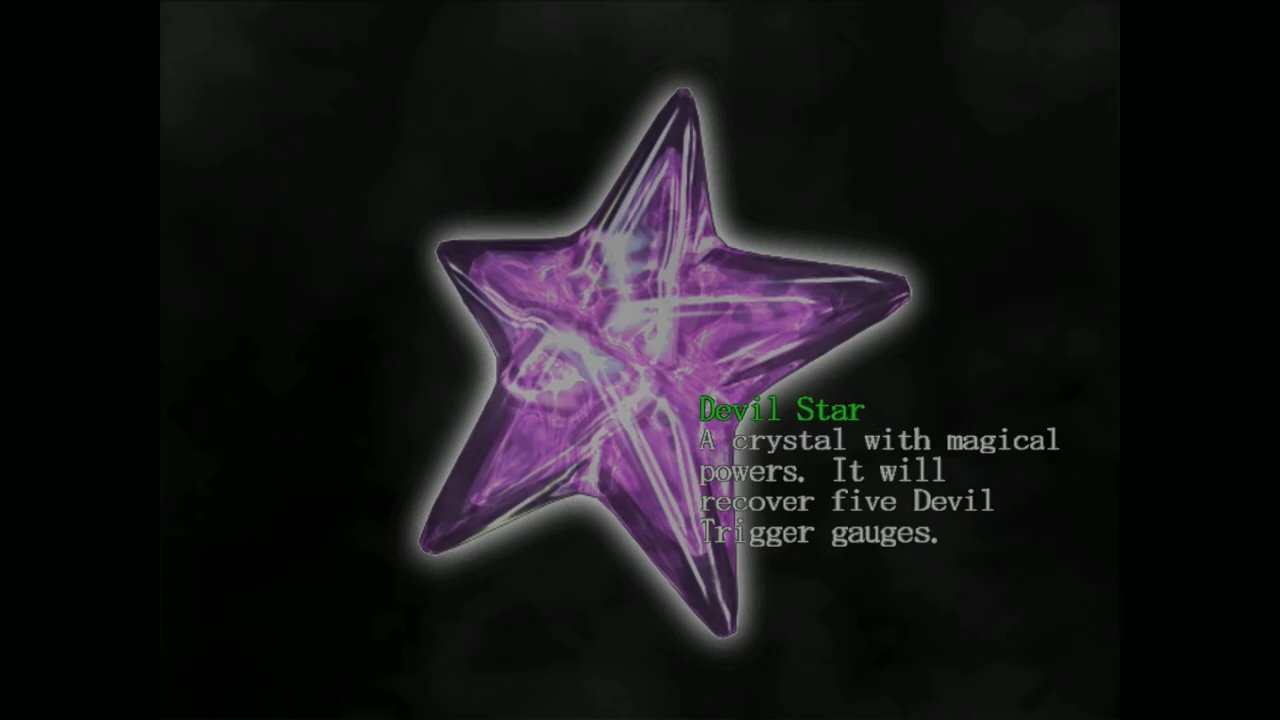 Devil Star
A crystal with magical
powers. It will
recover five Devil
Trigger gauges.